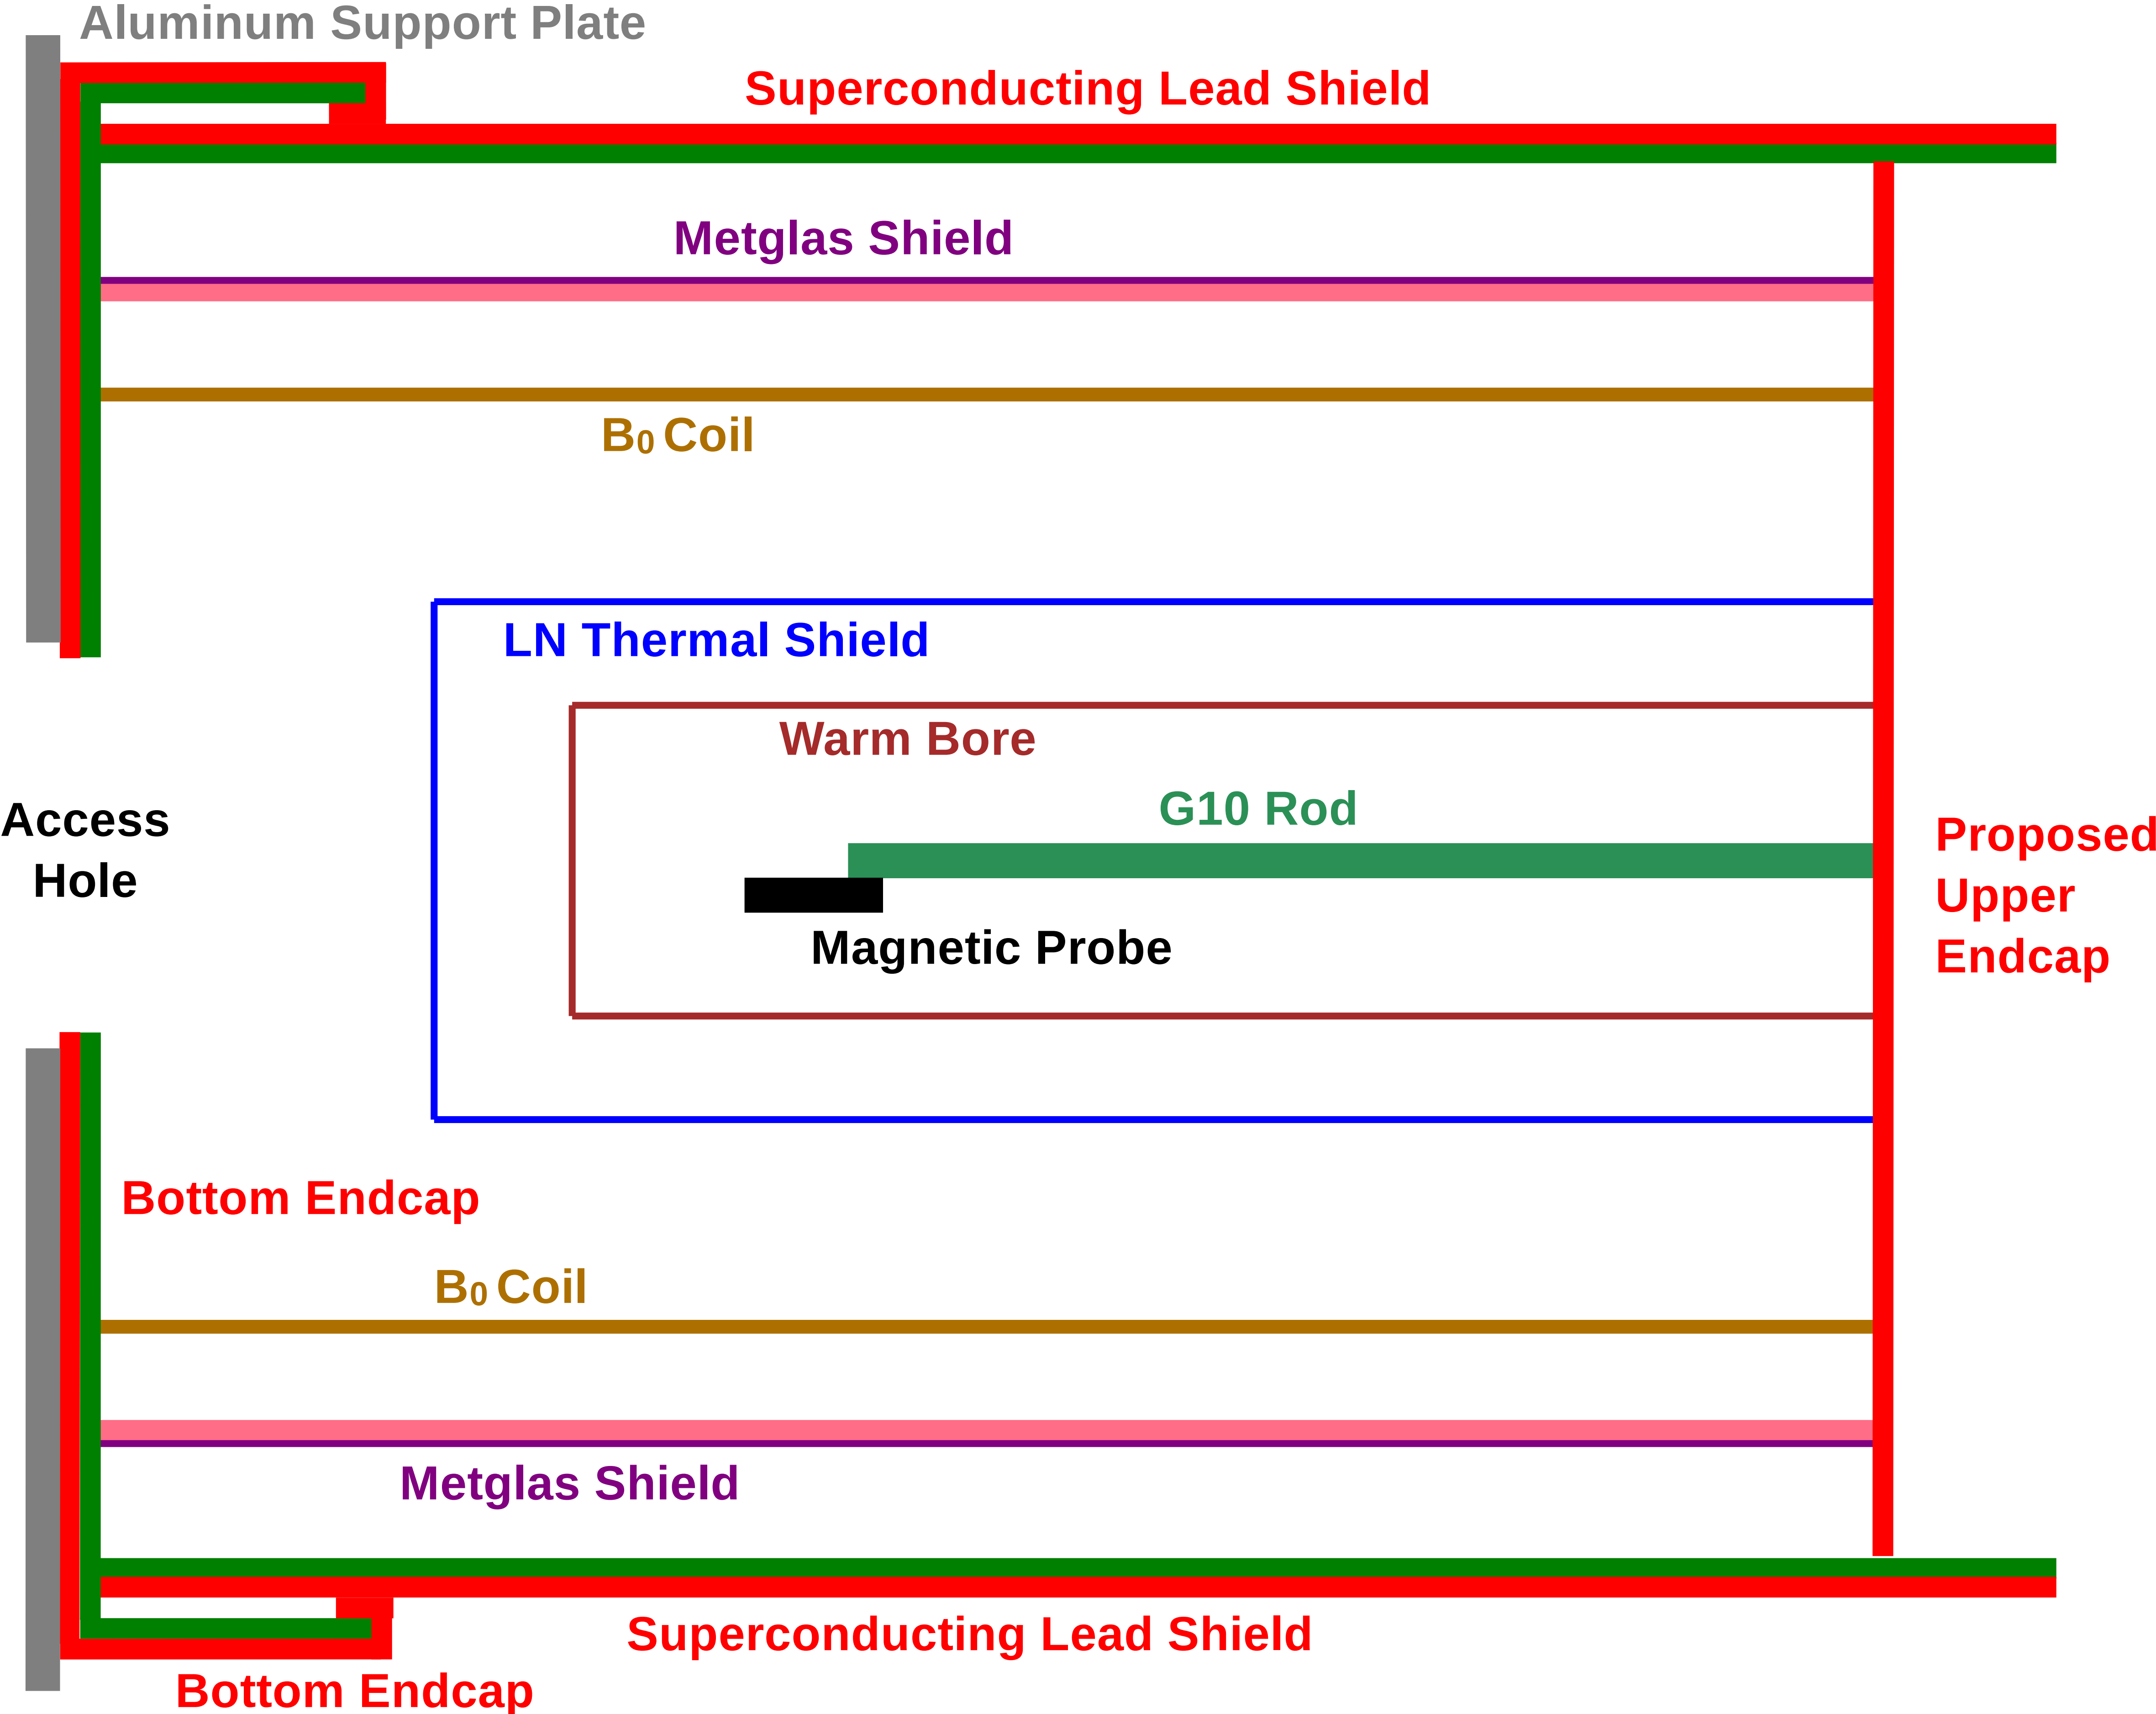 Aluminum Support Plate
Superconducting Lead Shield
Metglas Shield
B₀ Coil
LN Thermal Shield
Warm Bore
G10 Rod
Access
Hole
Proposed
Upper
Endcap
Magnetic Probe
Bottom Endcap
B₀ Coil
Metglas Shield
Superconducting Lead Shield
Bottom Endcap